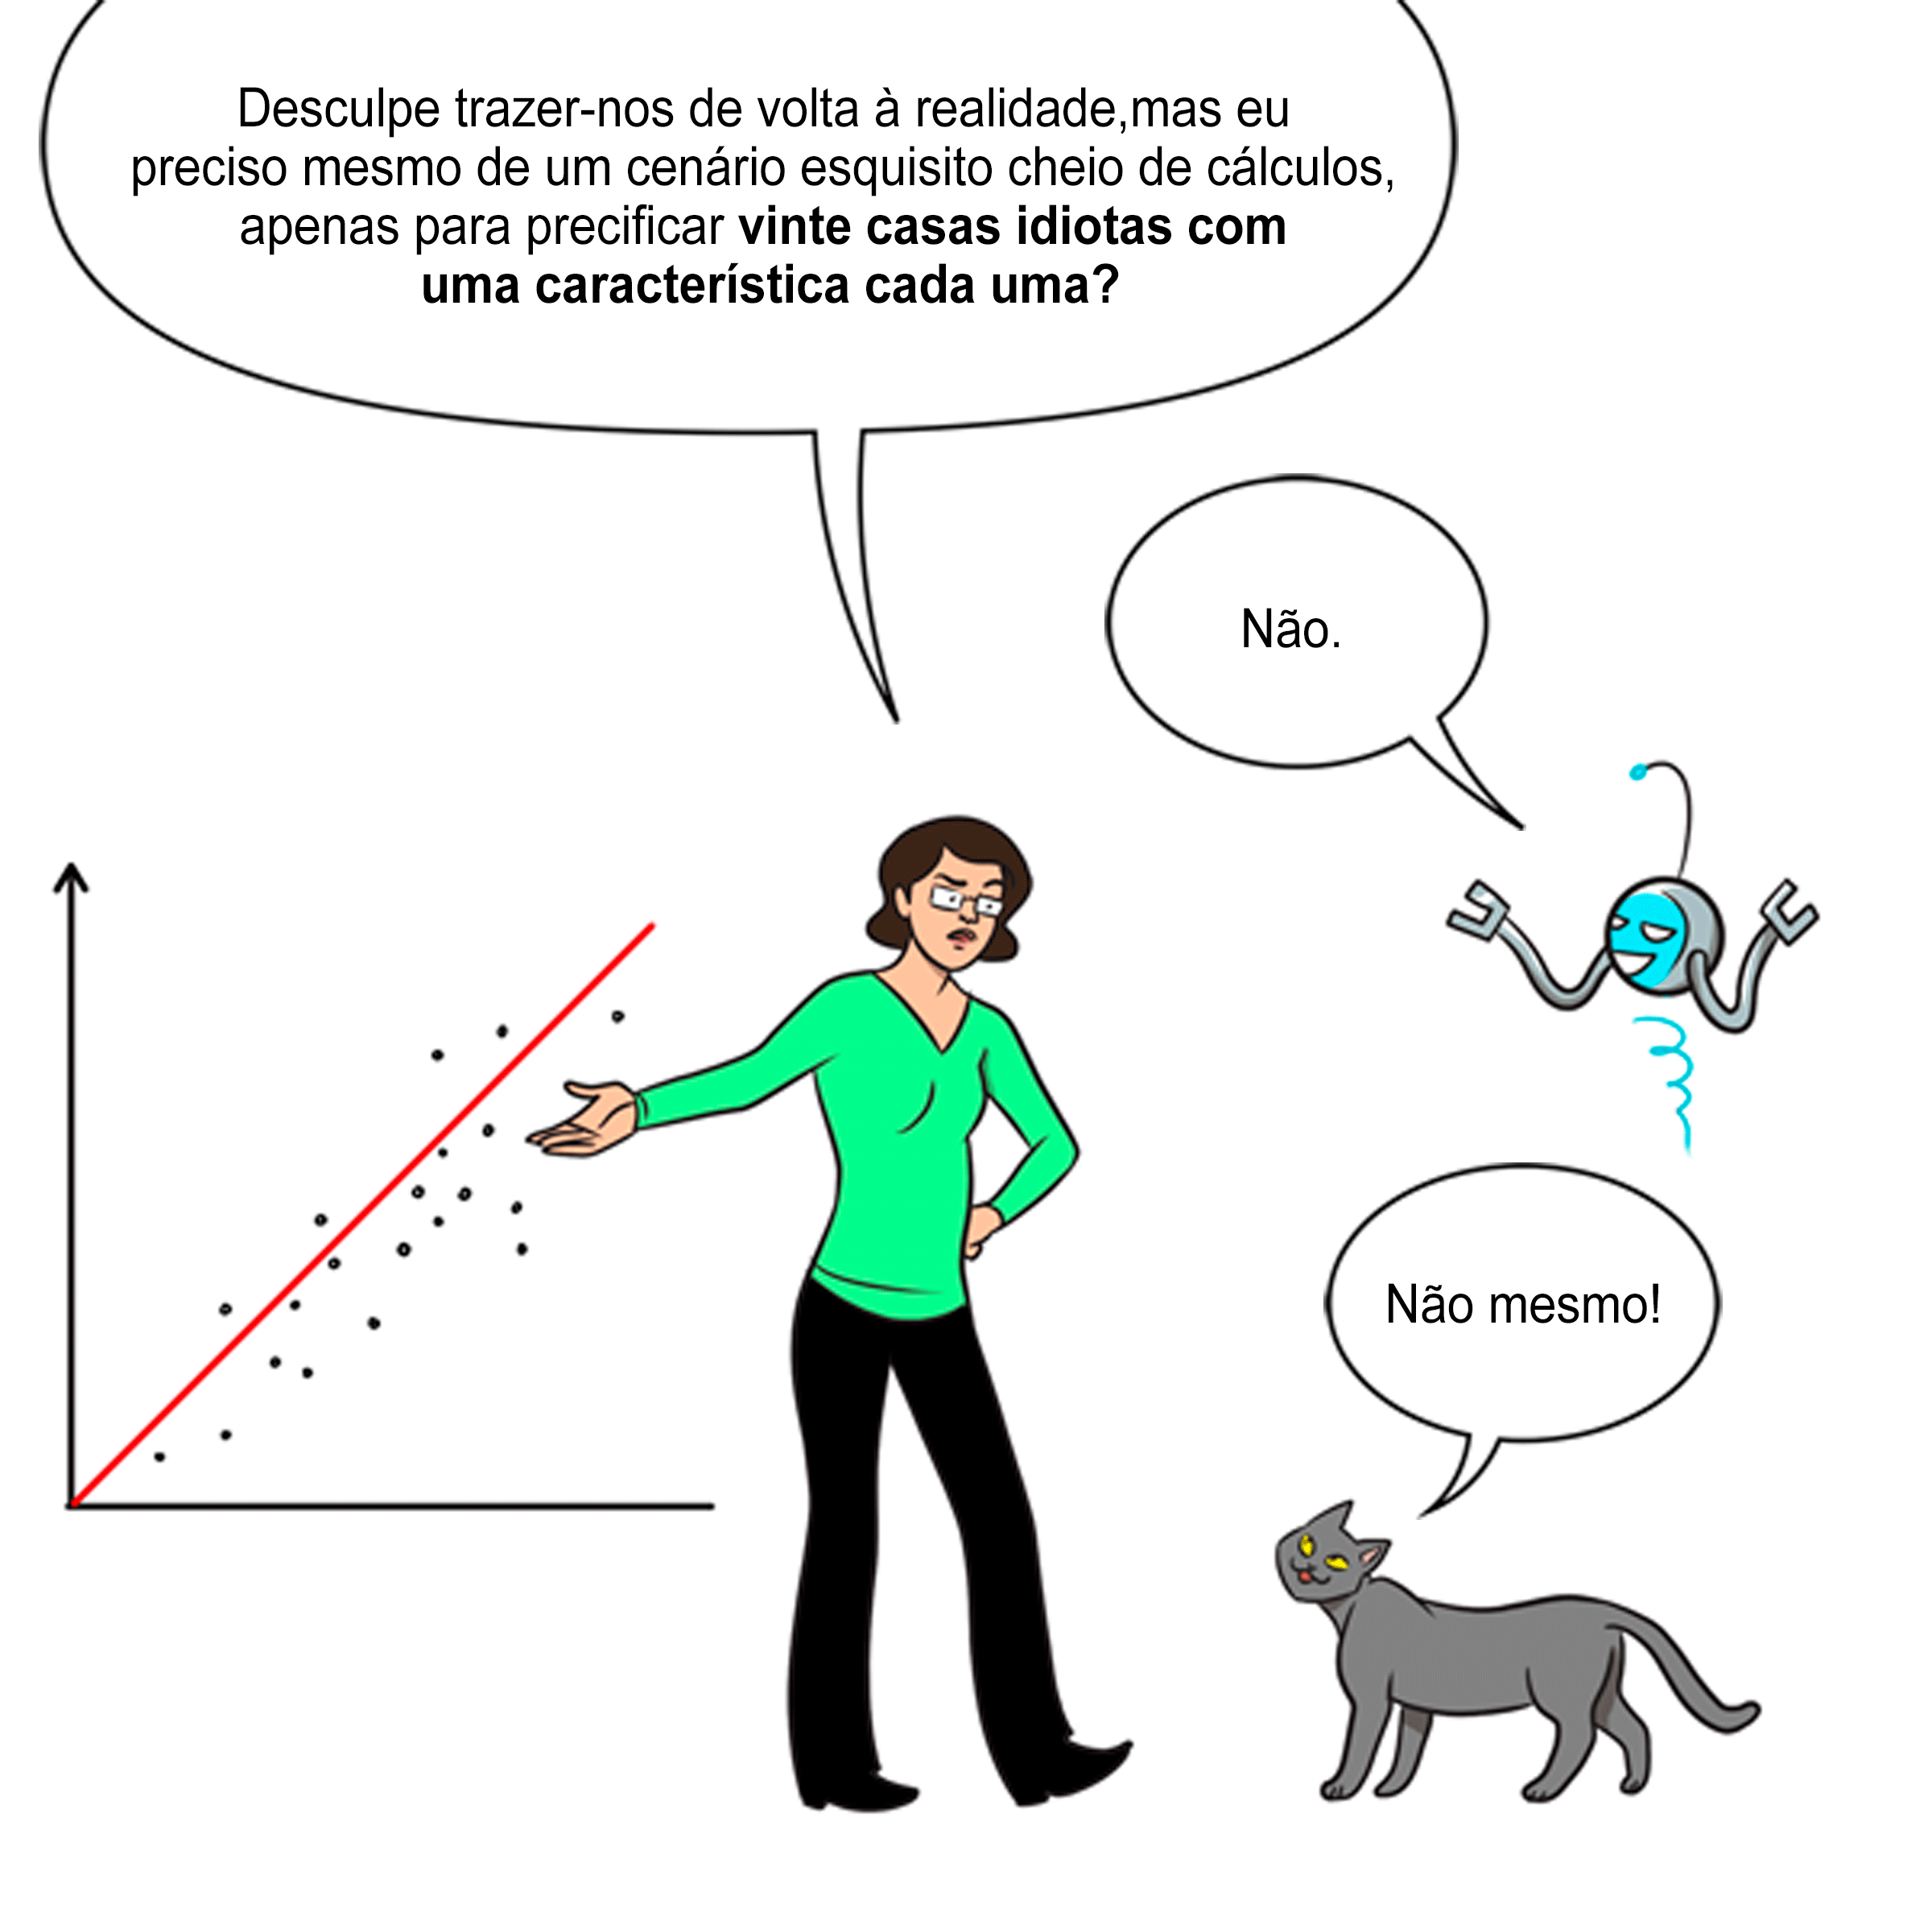 Desculpe trazer-nos de volta à realidade,mas eu
preciso mesmo de um cenário esquisito cheio de cálculos,
apenas para precificar vinte casas idiotas com
uma característica cada uma?
Não.
Não mesmo!